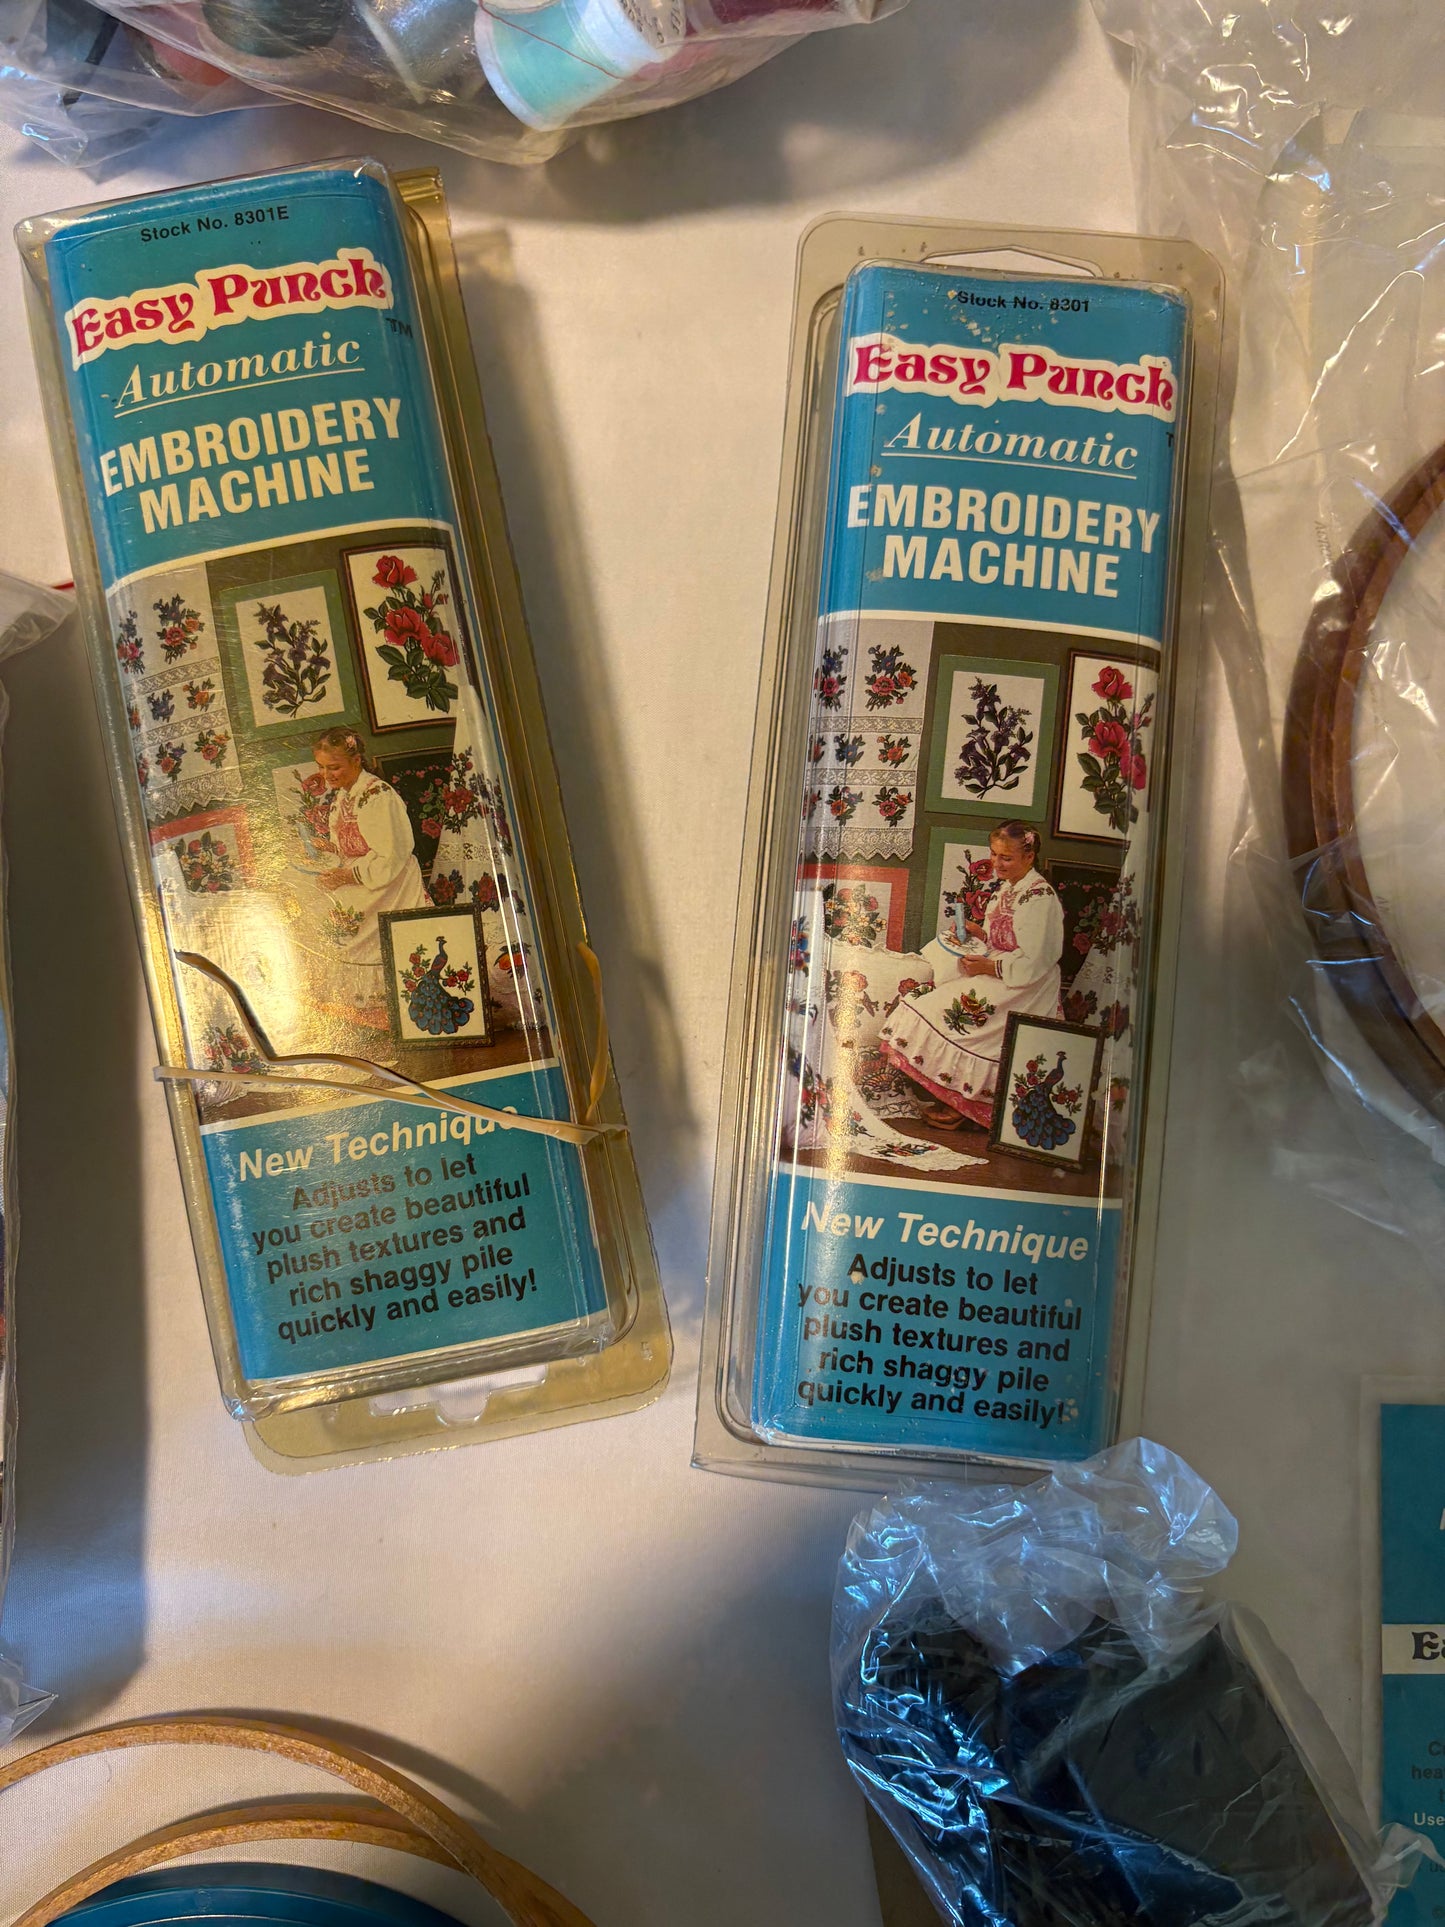 Stock No. 8301E
Easy Punch
TM
Automatic
EMBROIDERY
MACHINE
New Technique
Adjusts to let
you create beautiful
plush textures and
rich shaggy pile
quickly and easily!
Stock No. 8301
Easy Punch
Automatic
EMBROIDERY
MACHINE
New Technique
Adjusts to let
you create beautiful
plush textures and
rich shaggy pile
quickly and easily!
Use